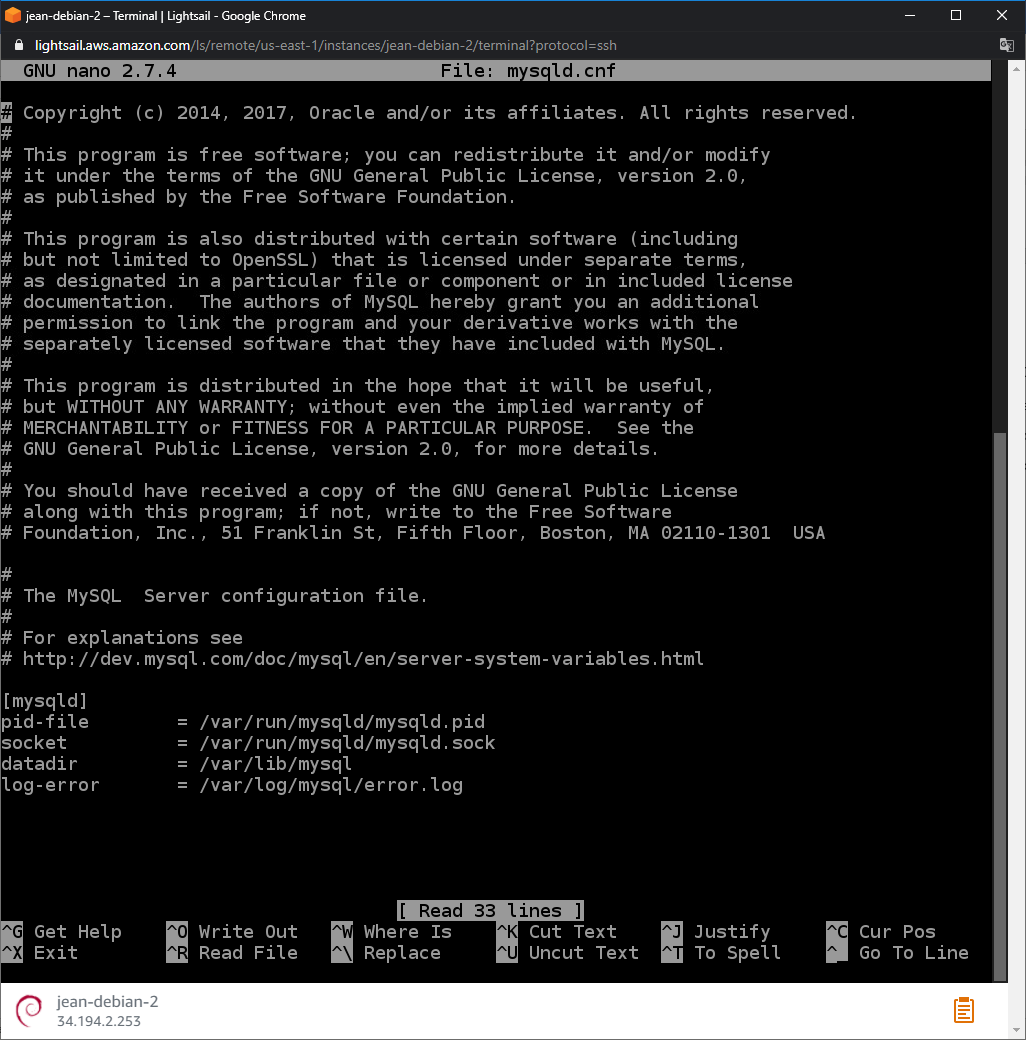 jean-debian-2 – Terminal | Lightsail - Google Chrome
lightsail.aws.amazon.com/ls/remote/us-east-1/instances/jean-debian-2/terminal?protocol=ssh
GNU nano 2.7.4 File: mysqld.cnf
# Copyright (c) 2014, 2017, Oracle and/or its affiliates. All rights reserved.
#
# This program is free software; you can redistribute it and/or modify
# it under the terms of the GNU General Public License, version 2.0,
# as published by the Free Software Foundation.
#
# This program is also distributed with certain software (including
# but not limited to OpenSSL) that is licensed under separate terms,
# as designated in a particular file or component or in included license
# documentation.  The authors of MySQL hereby grant you an additional
# permission to link the program and your derivative works with the
# separately licensed software that they have included with MySQL.
#
# This program is distributed in the hope that it will be useful,
# but WITHOUT ANY WARRANTY; without even the implied warranty of
# MERCHANTABILITY or FITNESS FOR A PARTICULAR PURPOSE.  See the
# GNU General Public License, version 2.0, for more details.
#
# You should have received a copy of the GNU General Public License
# along with this program; if not, write to the Free Software
# Foundation, Inc., 51 Franklin St, Fifth Floor, Boston, MA 02110-1301  USA
#
# The MySQL  Server configuration file.
#
# For explanations see
# http://dev.mysql.com/doc/mysql/en/server-system-variables.html
[mysqld]
pid-file        = /var/run/mysqld/mysqld.pid
socket          = /var/run/mysqld/mysqld.sock
datadir         = /var/lib/mysql
log-error       = /var/log/mysql/error.log
[ Read 33 lines ]
^G Get Help ^O Write Out ^W Where Is ^K Cut Text ^J Justify ^C Cur Pos
^X Exit ^R Read File ^\ Replace ^U Uncut Text ^T To Spell ^ Go To Line
jean-debian-2
34.194.2.253